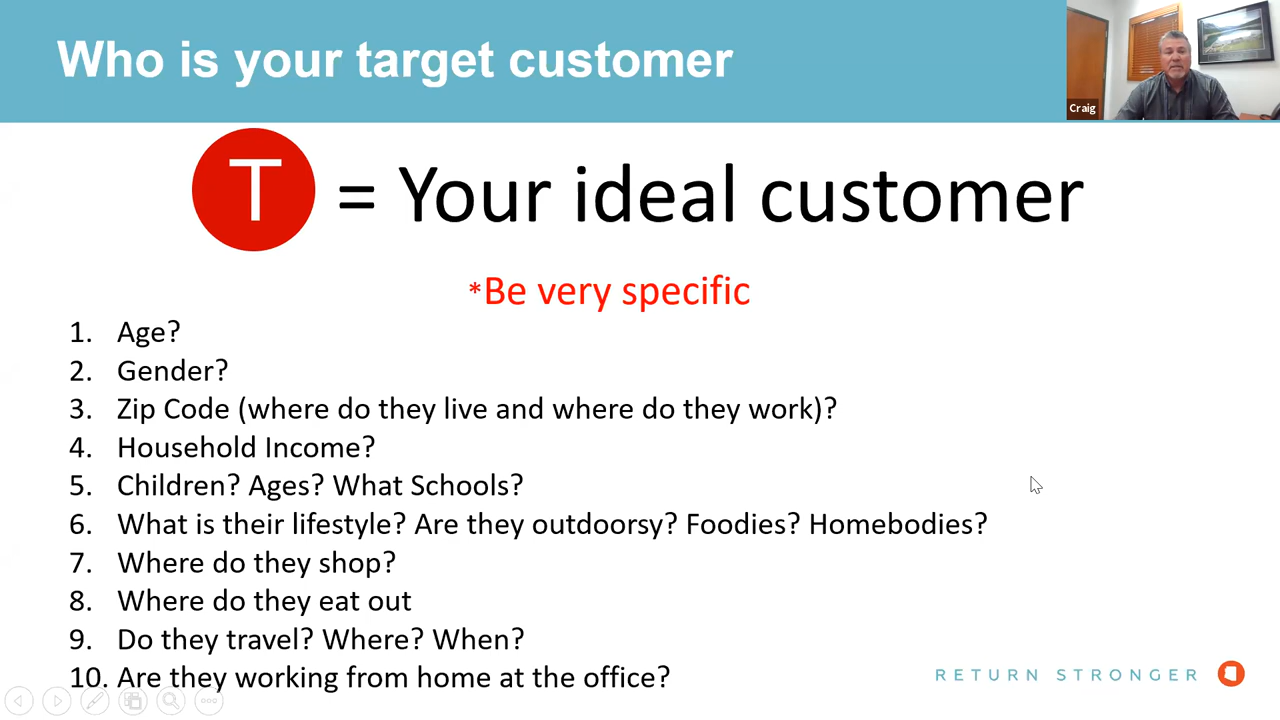 Who is your target customer
Craig
T = Your ideal customer
*Be very specific
1. Age?
2. Gender?
3. Zip Code (where do they live and where do they work)?
4. Household Income?
5. Children? Ages? What Schools?
6. What is their lifestyle? Are they outdoorsy? Foodies? Homebodies?
7. Where do they shop?
8. Where do they eat out
9. Do they travel? Where? When?
10. Are they working from home at the office?
RETURN STRONGER